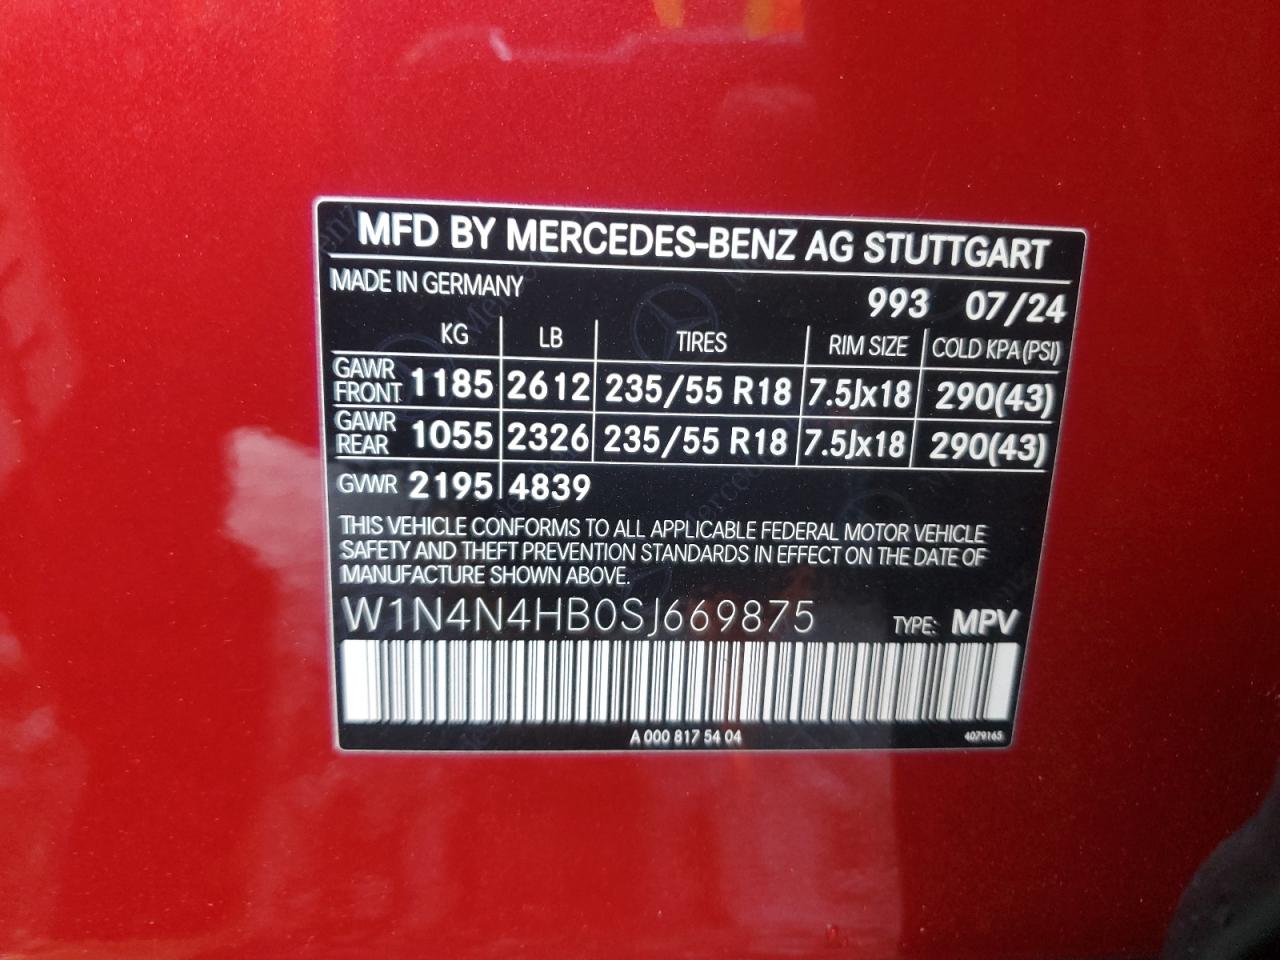 MFD BY MERCEDES-BENZ AG STUTTGART
MADE IN GERMANY
993 07/24
KG LB TIRES RIM SIZE COLD KPA (PSI)
GAWR FRONT 1185 2612 235/55 R18 7.5Jx18 290(43)
GAWR REAR 1055 2326 235/55 R18 7.5Jx18 290(43)
GVWR 2195 4839
THIS VEHICLE CONFORMS TO ALL APPLICABLE FEDERAL MOTOR VEHICLE
SAFETY AND THEFT PREVENTION STANDARDS IN EFFECT ON THE DATE OF
MANUFACTURE SHOWN ABOVE.
W1N4N4HB0SJ669875 TYPE: MPV
A 000 817 54 04 4079165